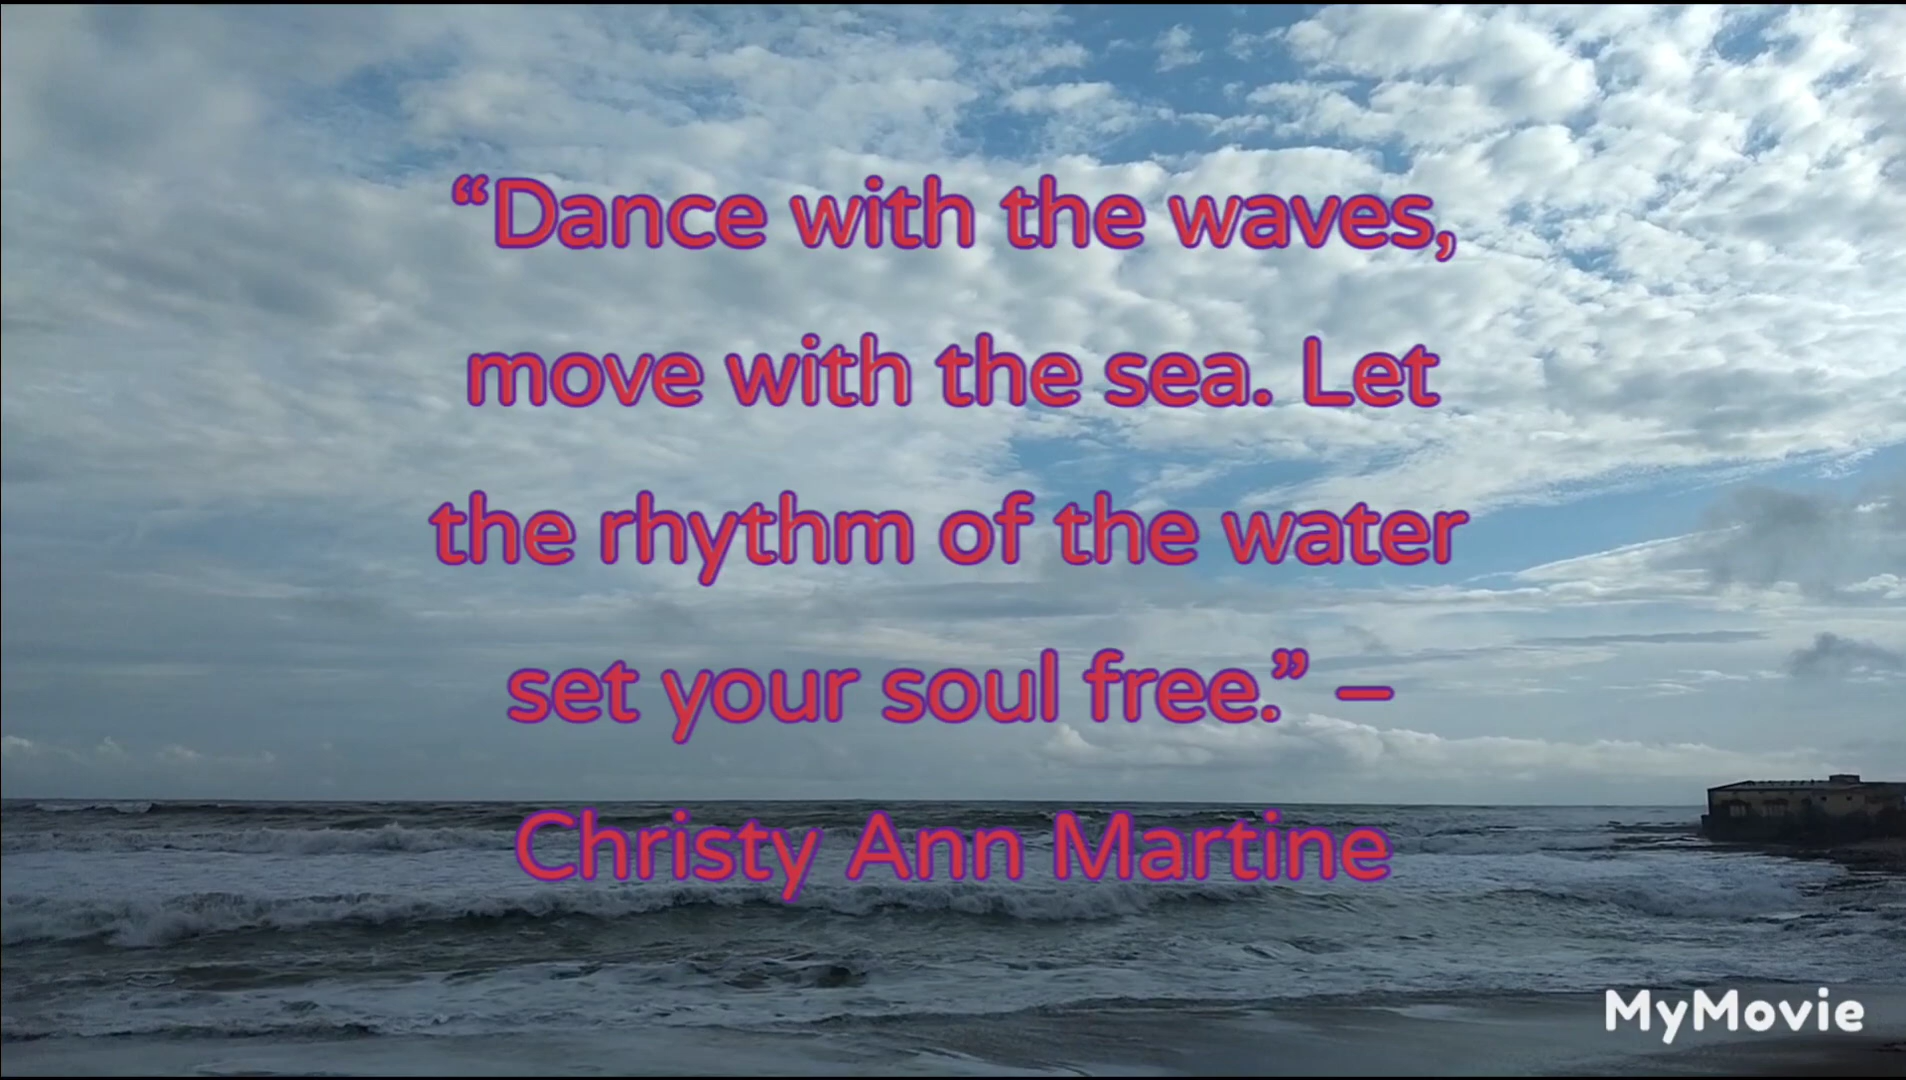 “Dance with the waves,
move with the sea. Let
the rhythm of the water
set your soul free.” –
Christy Ann Martine
MyMovie